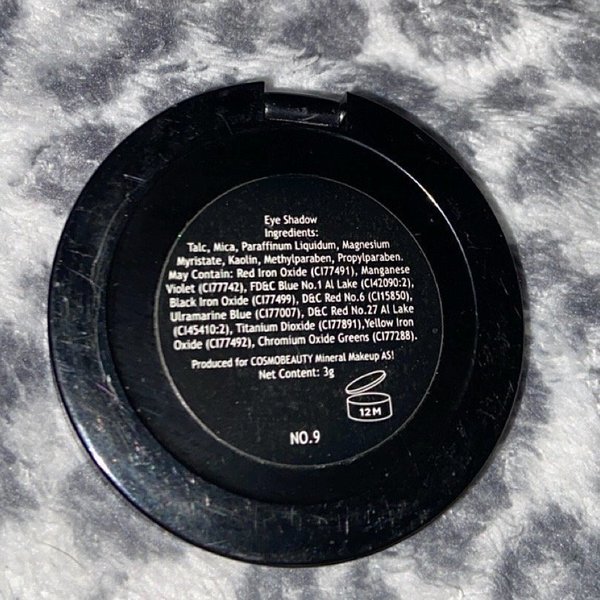 Eye Shadow
Ingredients:
Talc, Mica, Paraffinum Liquidum, Magnesium
Myristate, Kaolin, Methylparaben, Propylparaben.
May Contain: Red Iron Oxide (CI77491), Manganese
Violet (CI77742), FD&C Blue No.1 Al Lake (CI42090:2),
Black Iron Oxide (CI77499), D&C Red No.6 (CI15850),
Ulramarine Blue (CI77007), D&C Red No.27 Al Lake
(CI45410:2), Titanium Dioxide (CI77891),Yellow Iron
Oxide (CI77492), Chromium Oxide Greens (CI77288).
Produced for COSMOBEAUTY Mineral Makeup AS!
Net Content: 3g
12M
NO.9